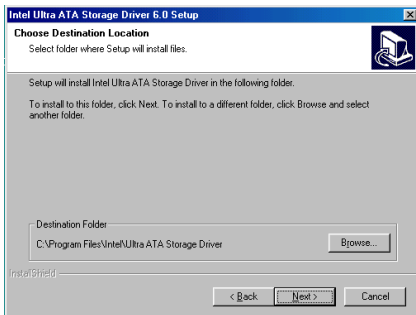 Intel Ultra ATA Storage Driver 6.0 Setup
Choose Destination Location
Select folder where Setup will install files.
Setup will install Intel Ultra ATA Storage Driver in the following folder.
To install to this folder, click Next. To install to a different folder, click Browse and select
another folder.
Destination Folder
C:\Program Files\Intel\Ultra ATA Storage Driver
Browse...
InstallShield
< Back
Next >
Cancel